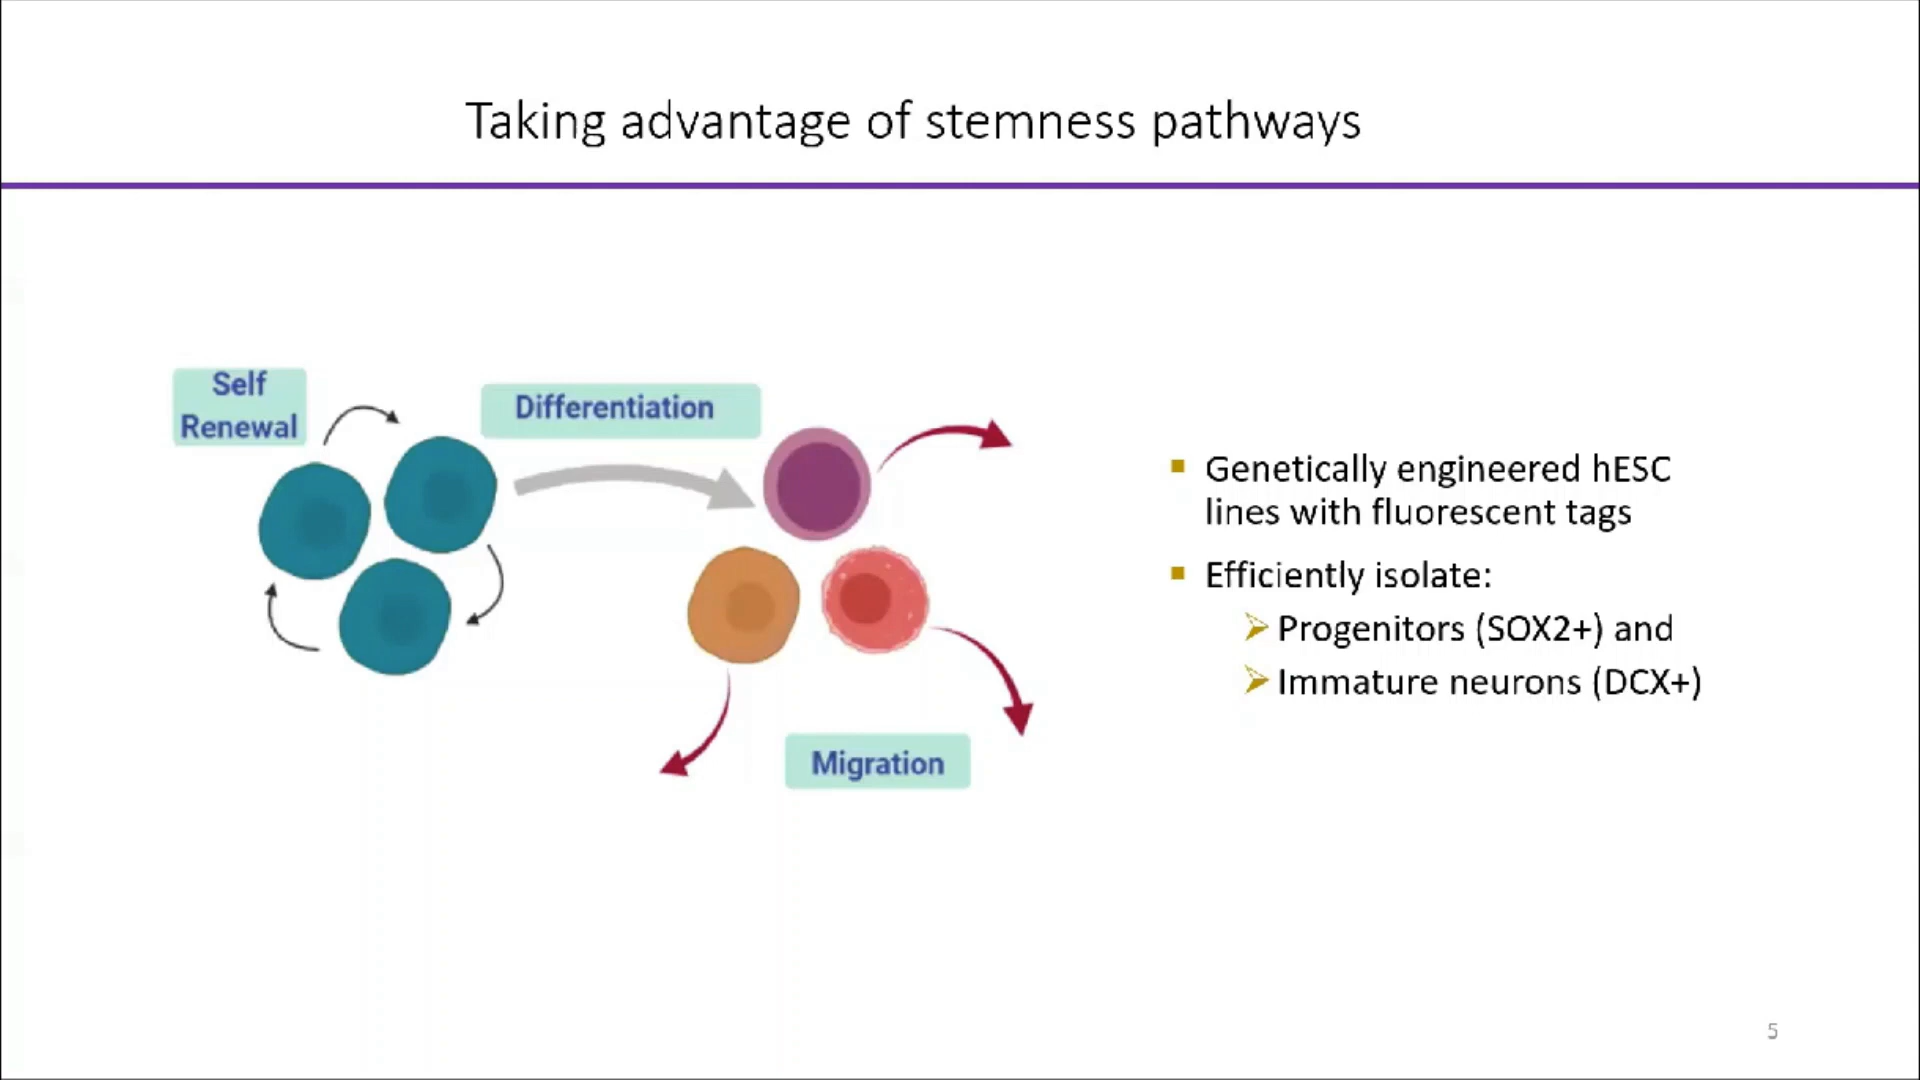 Taking advantage of stemness pathways
Self
Renewal
Differentiation
Migration
Genetically engineered hESC
lines with fluorescent tags
Efficiently isolate:
Progenitors (SOX2+) and
Immature neurons (DCX+)
5